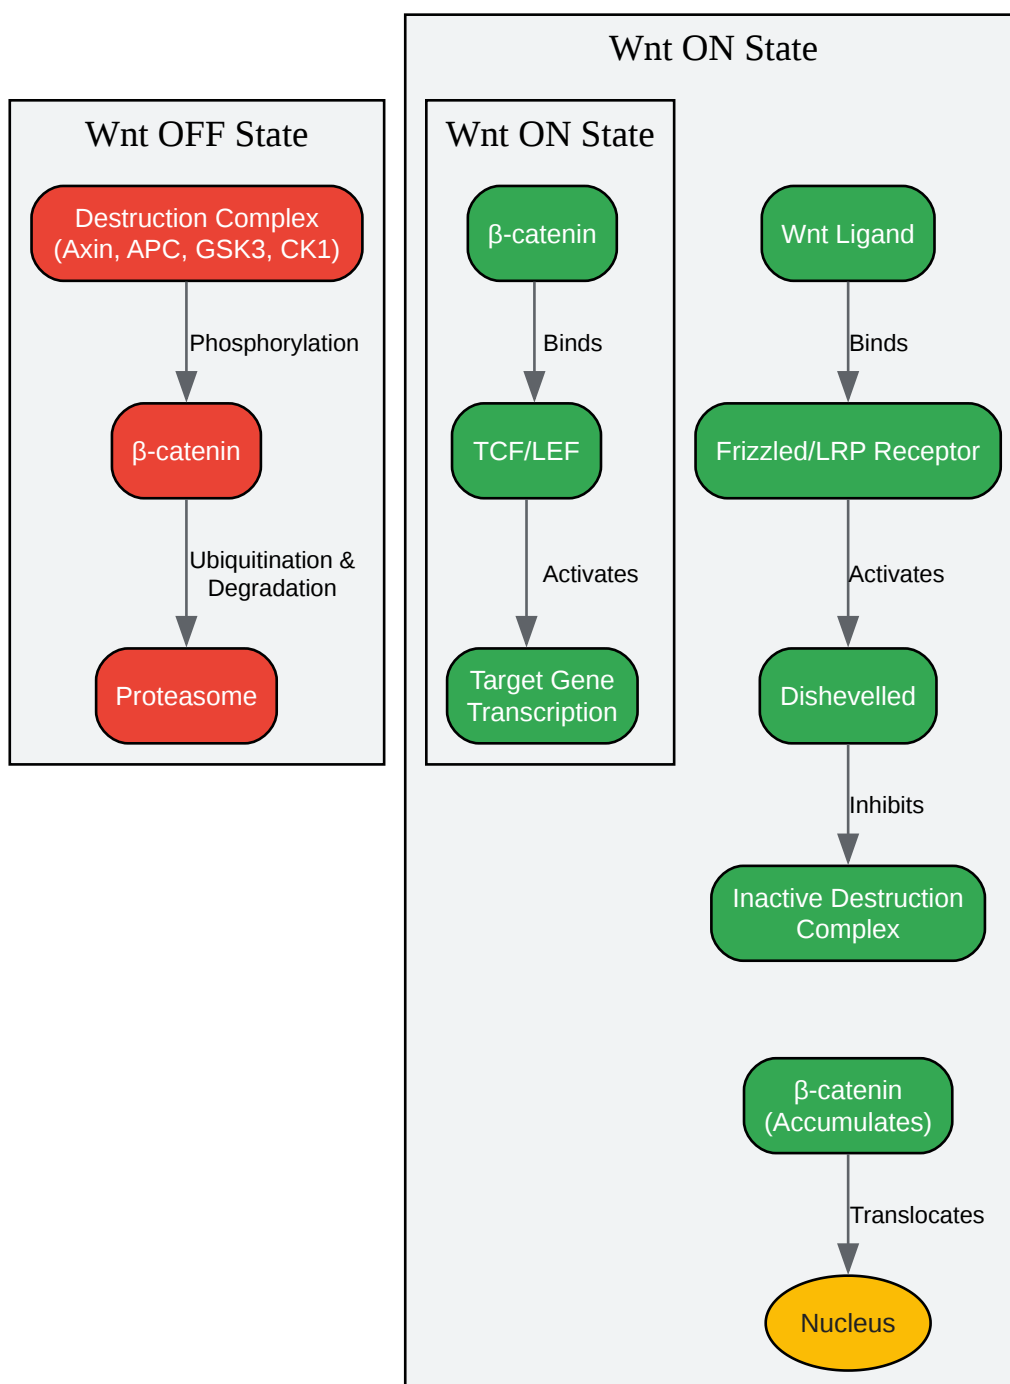 Wnt ON State
Wnt OFF State
Destruction Complex
(Axin, APC, GSK3, CK1)
Phosphorylation
β-catenin
Ubiquitination &
Degradation
Proteasome
Wnt ON State
β-catenin
Binds
TCF/LEF
Activates
Target Gene
Transcription
Wnt Ligand
Binds
Frizzled/LRP Receptor
Activates
Dishevelled
Inhibits
Inactive Destruction
Complex
β-catenin
(Accumulates)
Translocates
Nucleus